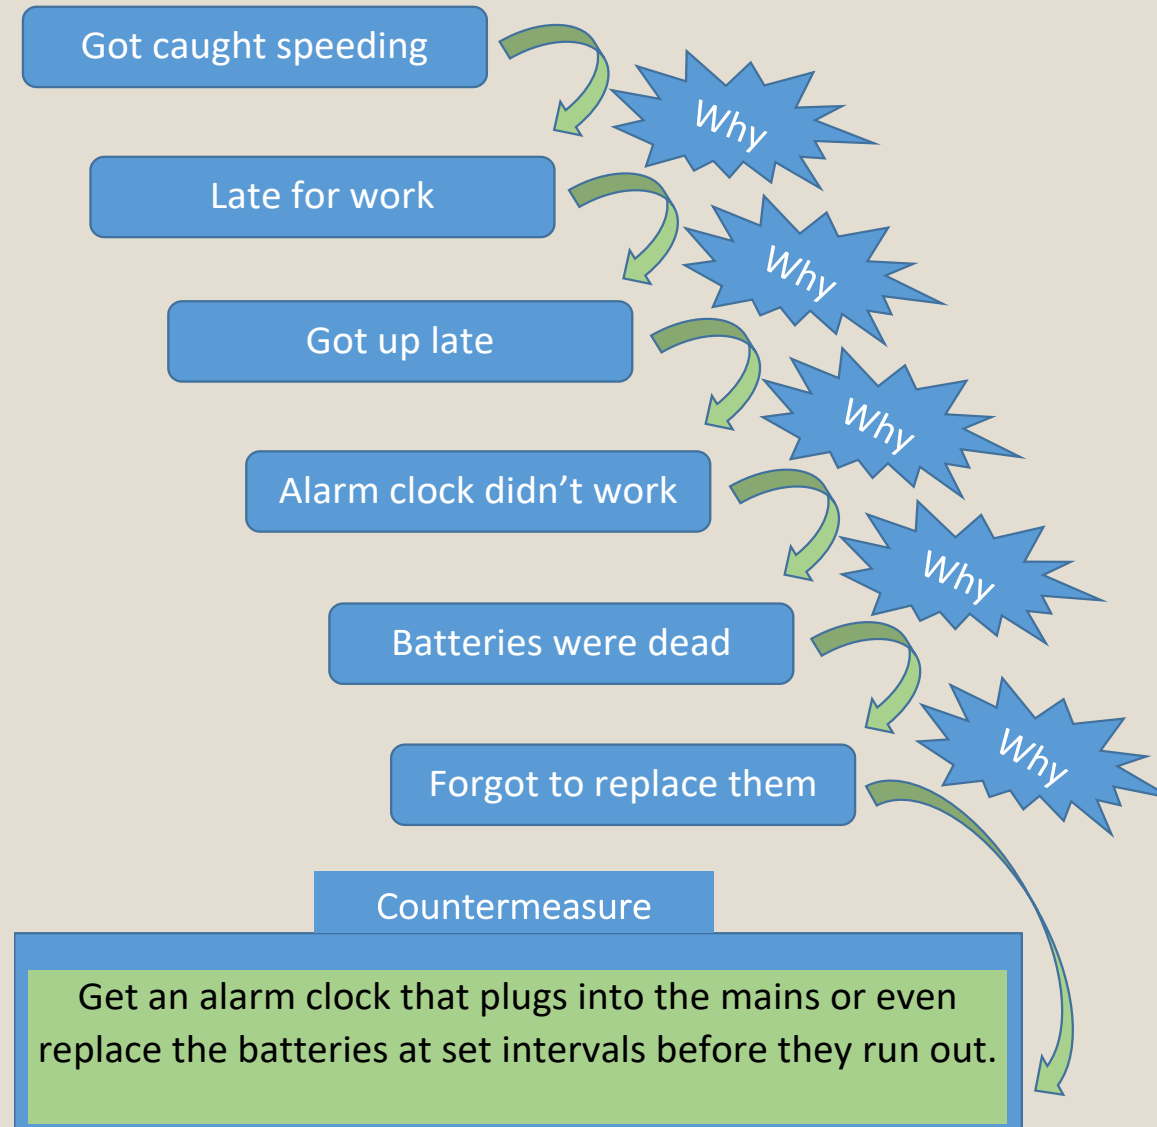 Got caught speeding
Why
Late for work
Why
Got up late
Why
Alarm clock didn’t work
Why
Batteries were dead
Why
Forgot to replace them
Countermeasure
Get an alarm clock that plugs into the mains or even
replace the batteries at set intervals before they run out.